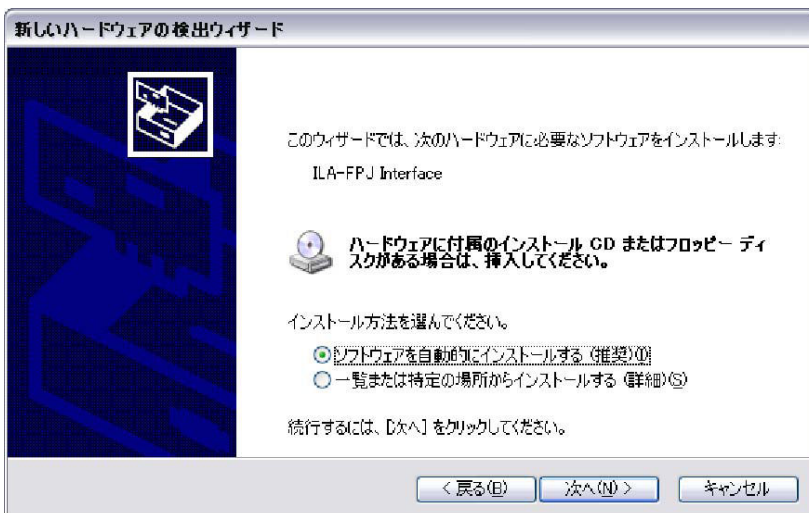 新しいハードウェアの検出ウィザード
このウィザードでは、次のハードウェアに必要なソフトウェアをインストールします:
ILA-FPJ Interface
ハードウェアに付属のインストール CD またはフロッピー ディ
スクがある場合は、挿入してください。
インストール方法を選んでください。
ソフトウェアを自動的にインストールする (推奨)(I)
一覧または特定の場所からインストールする (詳細)(S)
続行するには、[次へ] をクリックしてください。
< 戻る(B)
次へ(N) >
キャンセル